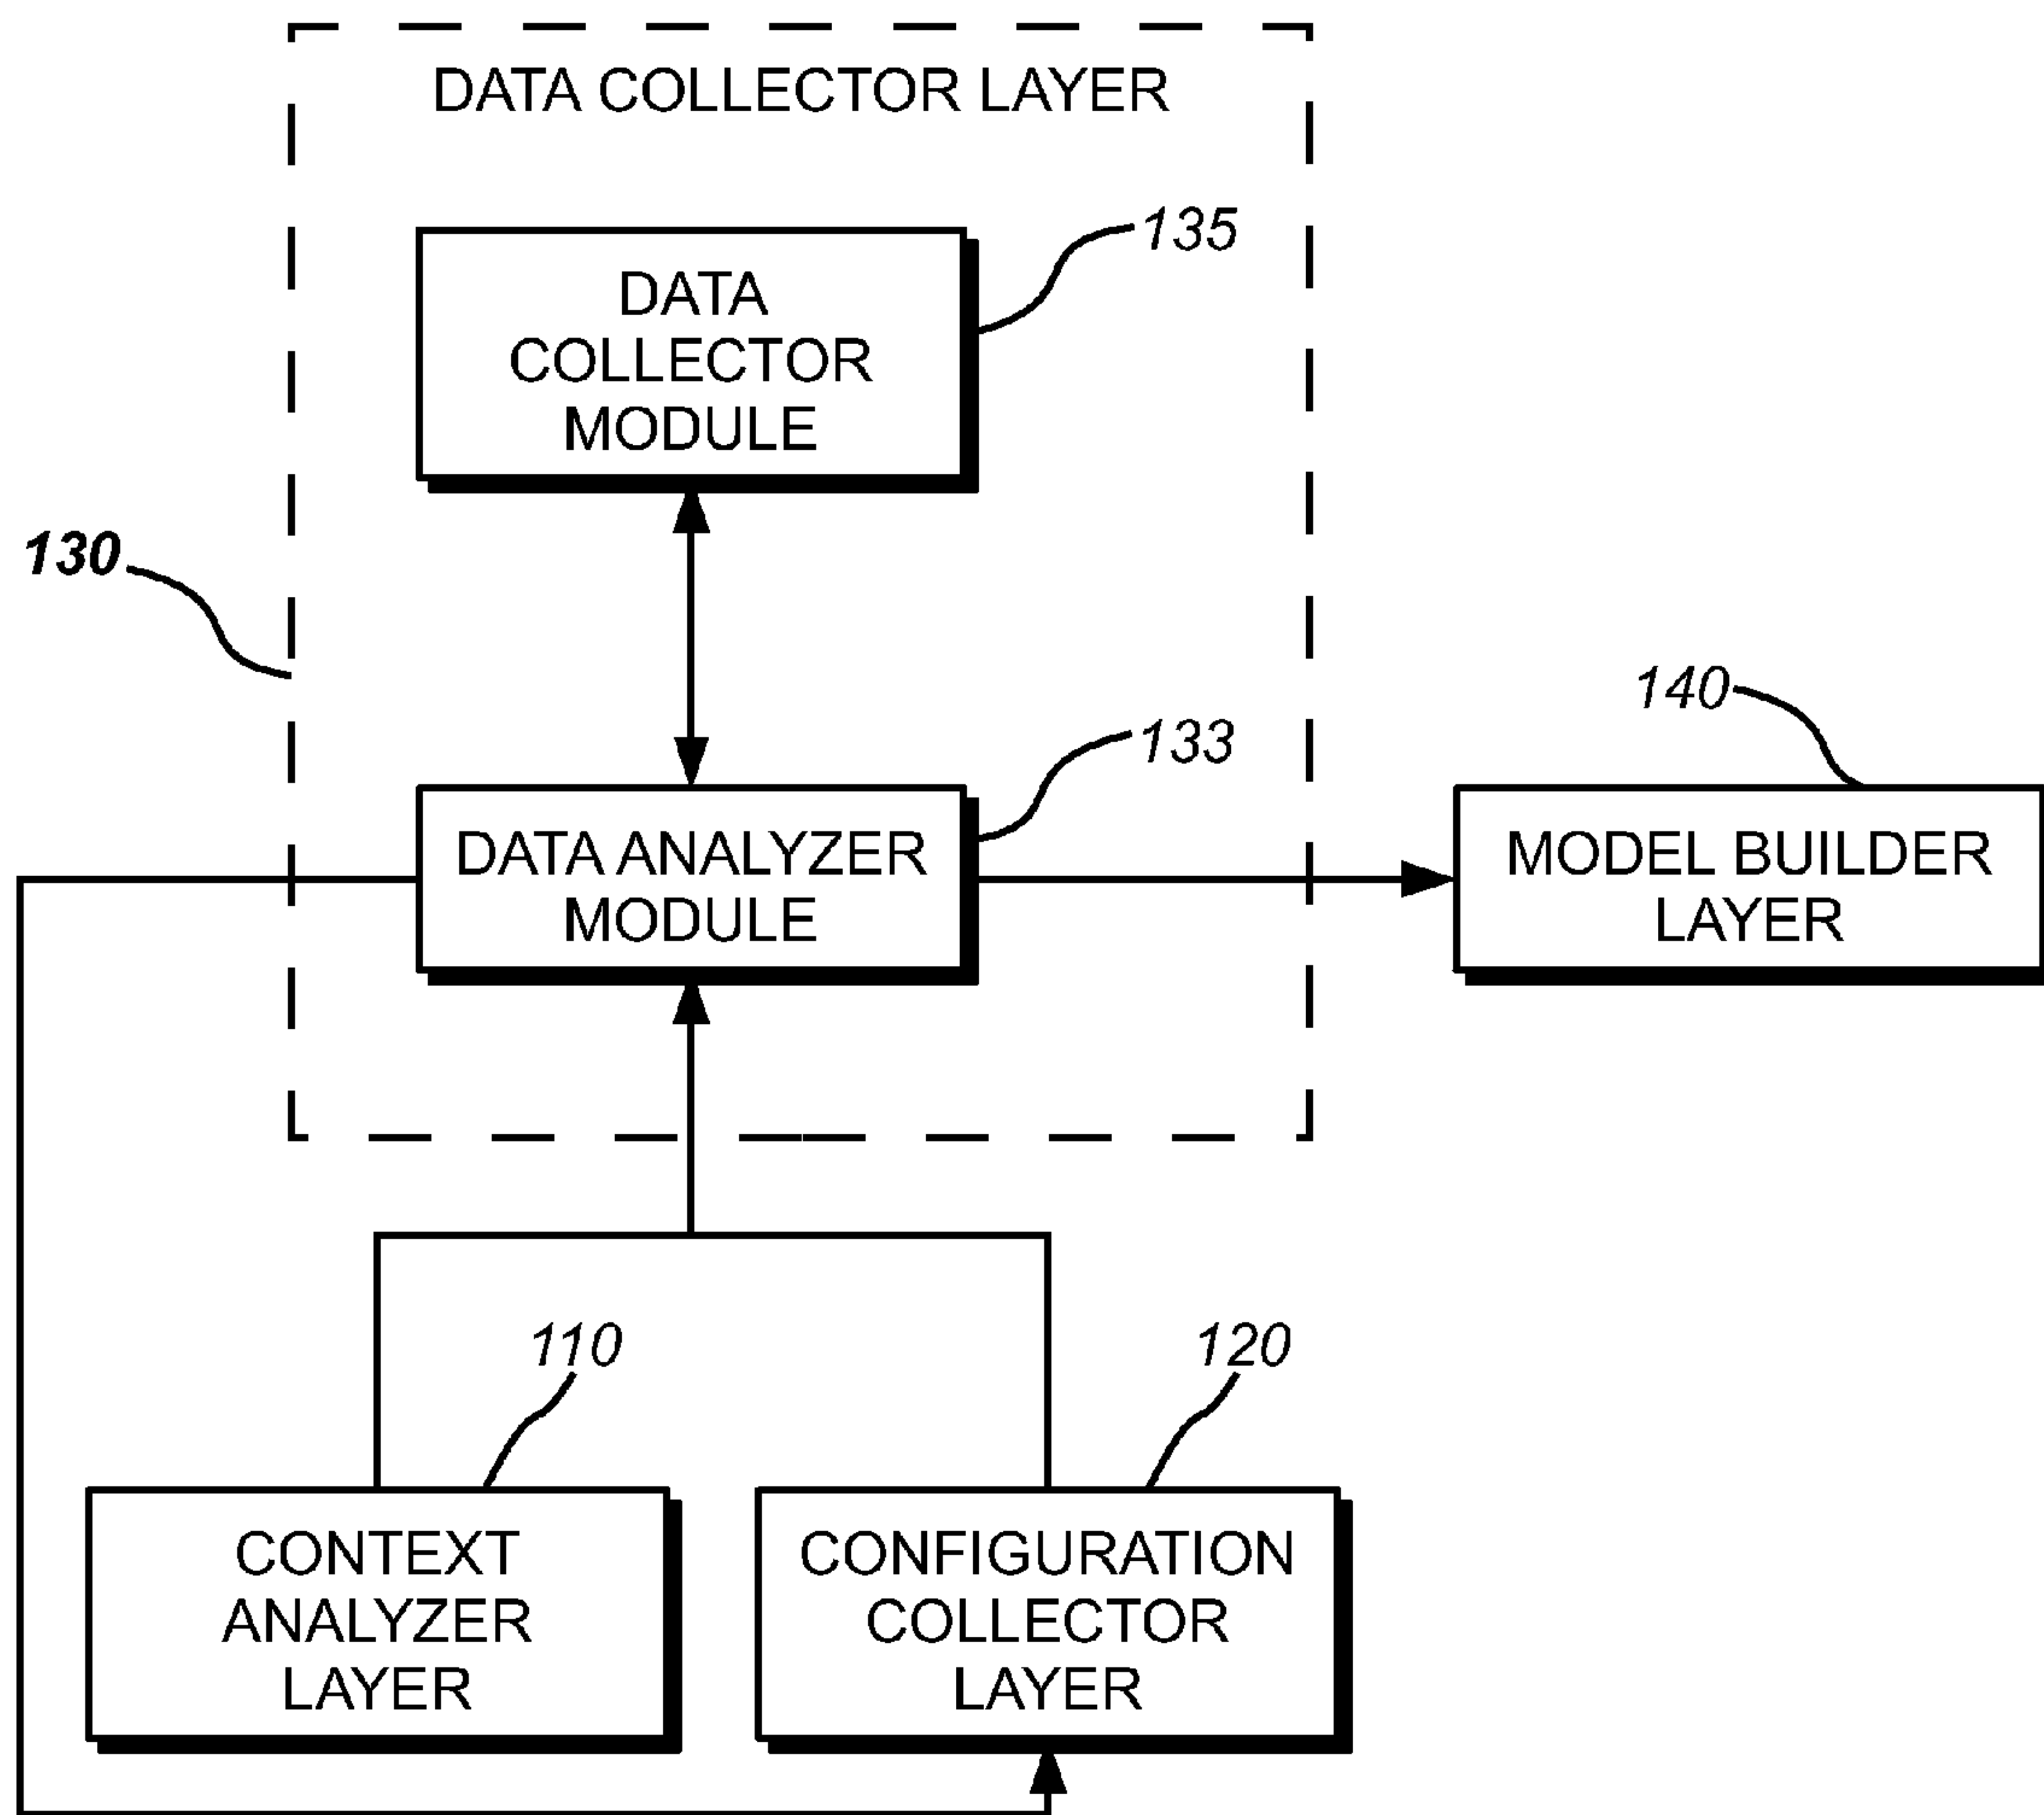 DATA COLLECTOR LAYER
135
DATA
COLLECTOR
MODULE
130
140
133
DATA ANALYZER
MODULE
MODEL BUILDER
LAYER
110
120
CONTEXT
ANALYZER
LAYER
CONFIGURATION
COLLECTOR
LAYER